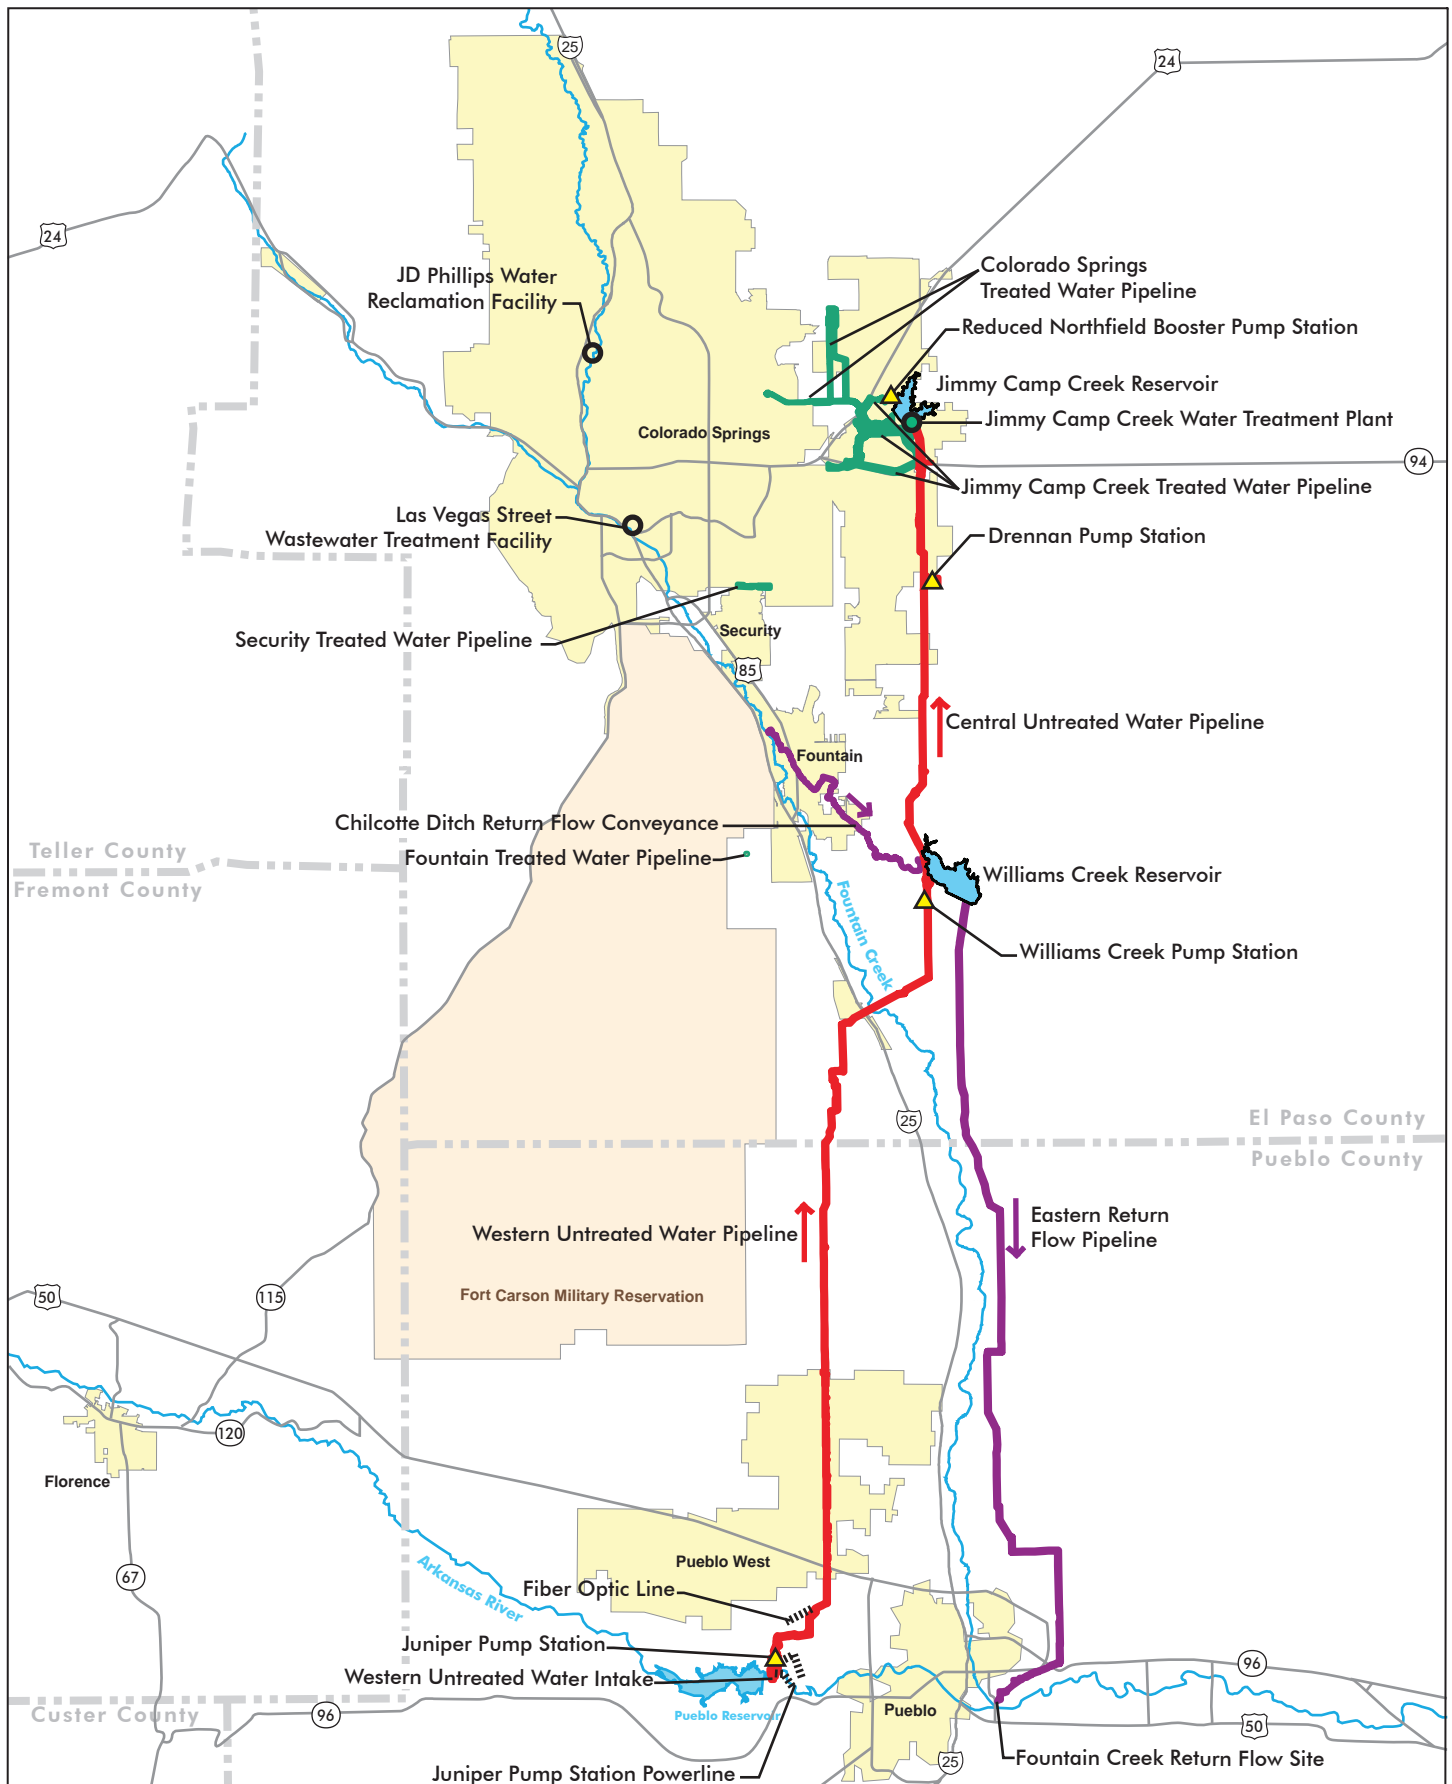 25
24
24
JD Phillips Water
Reclamation Facility
Colorado Springs
Treated Water Pipeline
Reduced Northfield Booster Pump Station
Jimmy Camp Creek Reservoir
Jimmy Camp Creek Water Treatment Plant
Colorado Springs
94
Jimmy Camp Creek Treated Water Pipeline
Las Vegas Street
Wastewater Treatment Facility
Drennan Pump Station
Security Treated Water Pipeline
Security
85
Central Untreated Water Pipeline
Fountain
Chilcotte Ditch Return Flow Conveyance
Fountain Treated Water Pipeline
Teller County
Fremont County
Williams Creek Reservoir
Fountain Creek
Williams Creek Pump Station
25
El Paso County
Pueblo County
Western Untreated Water Pipeline
Eastern Return
Flow Pipeline
Fort Carson Military Reservation
50
115
120
Florence
67
Arkansas River
Pueblo West
Fiber Optic Line
Juniper Pump Station
Western Untreated Water Intake
96
Custer County
96
Pueblo Reservoir
Pueblo
50
25
Fountain Creek Return Flow Site
Juniper Pump Station Powerline